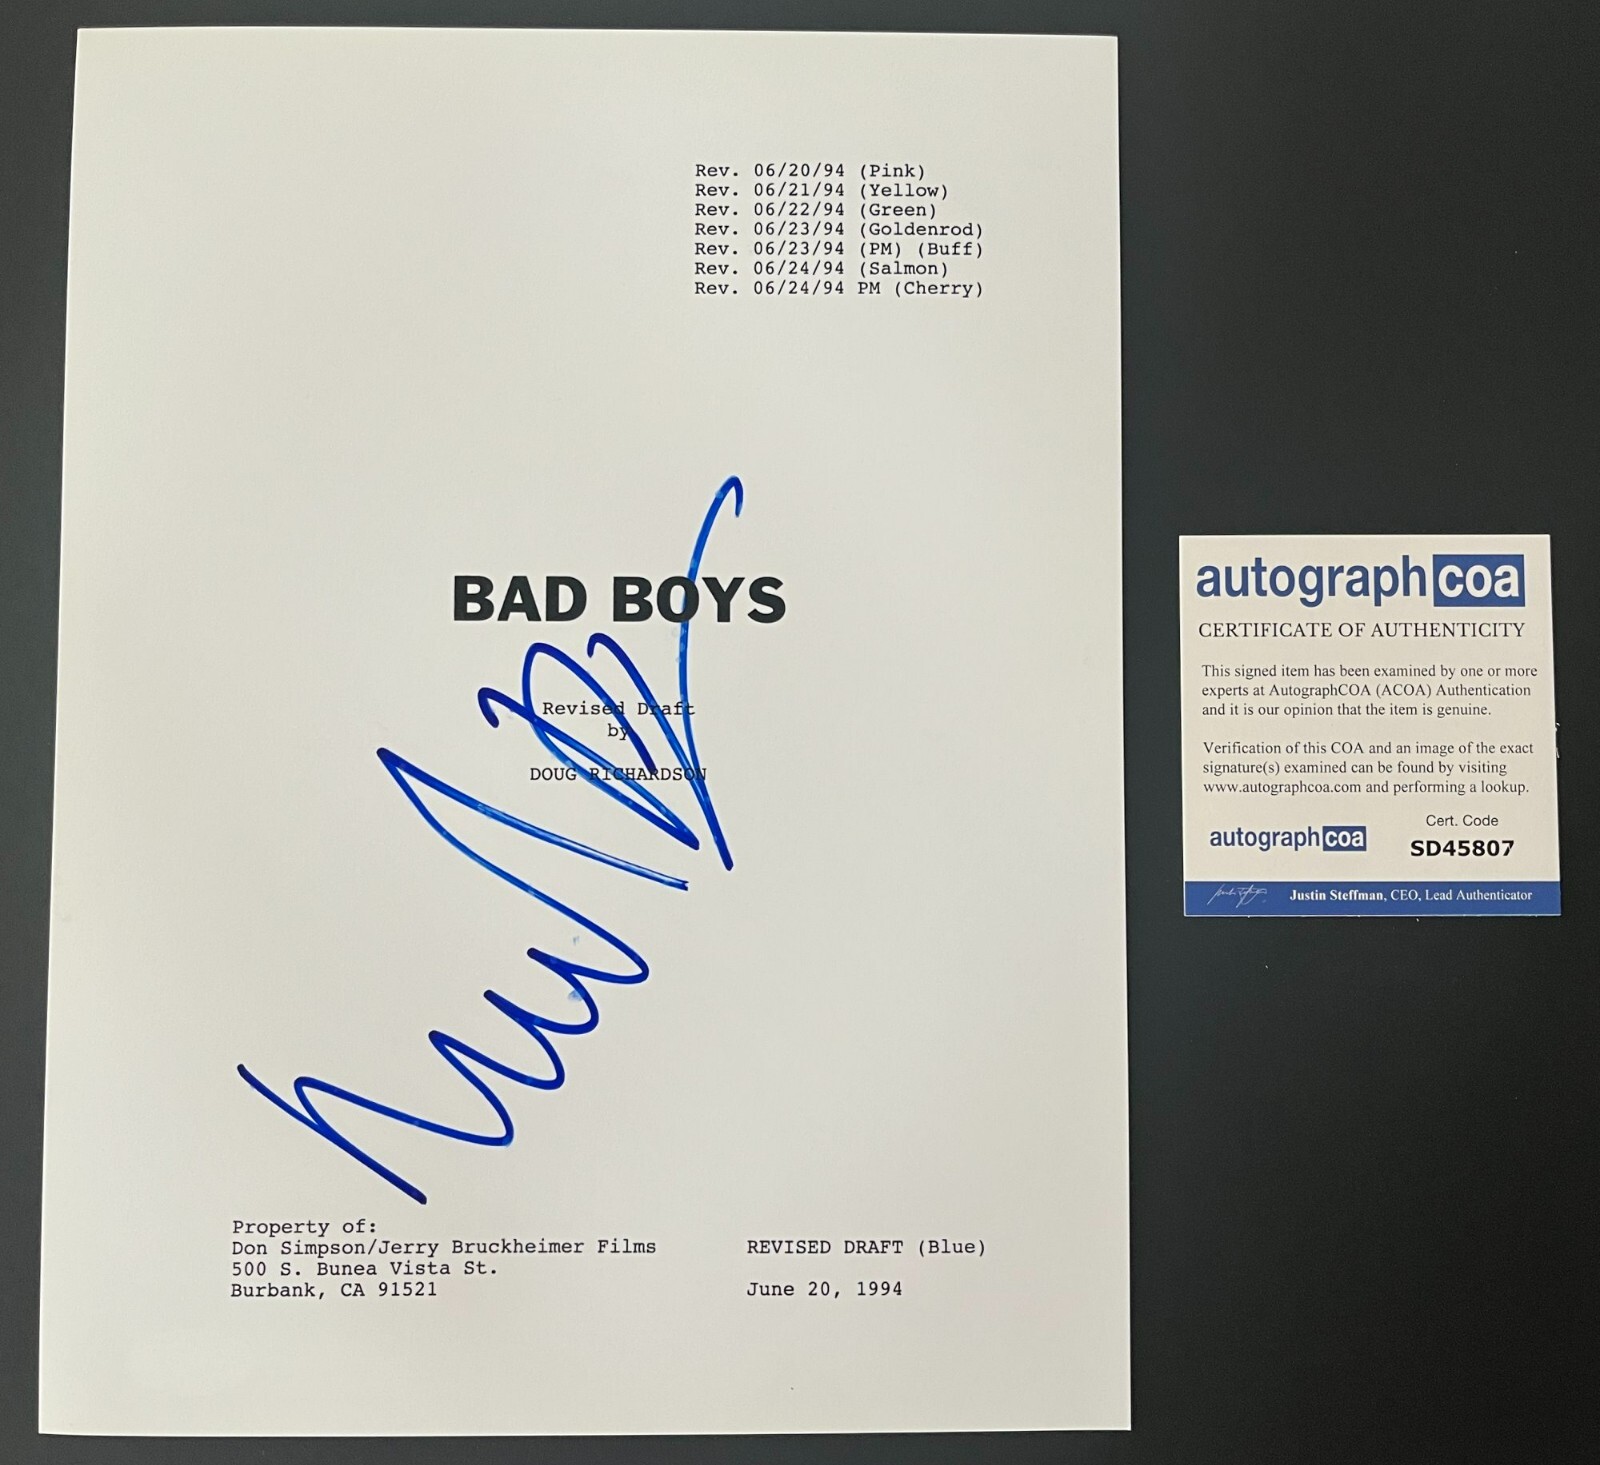 Rev. 06/20/94 (Pink)
Rev. 06/21/94 (Yellow)
Rev. 06/22/94 (Green)
Rev. 06/23/94 (Goldenrod)
Rev. 06/23/94 (PM) (Buff)
Rev. 06/24/94 (Salmon)
Rev. 06/24/94 PM (Cherry)
BAD BOYS
Revised Draft
by
DOUG RICHARDSON
Property of:
Don Simpson/Jerry Bruckheimer Films
500 S. Bunea Vista St.
Burbank, CA 91521
REVISED DRAFT (Blue)
June 20, 1994
autograph coa
CERTIFICATE OF AUTHENTICITY
This signed item has been examined by one or more
experts at AutographCOA (ACOA) Authentication
and it is our opinion that the item is genuine.
Verification of this COA and an image of the exact
signature(s) examined can be found by visiting
www.autographcoa.com and performing a lookup.
Cert. Code
autograph coa
SD45807
Justin Steffman, CEO, Lead Authenticator